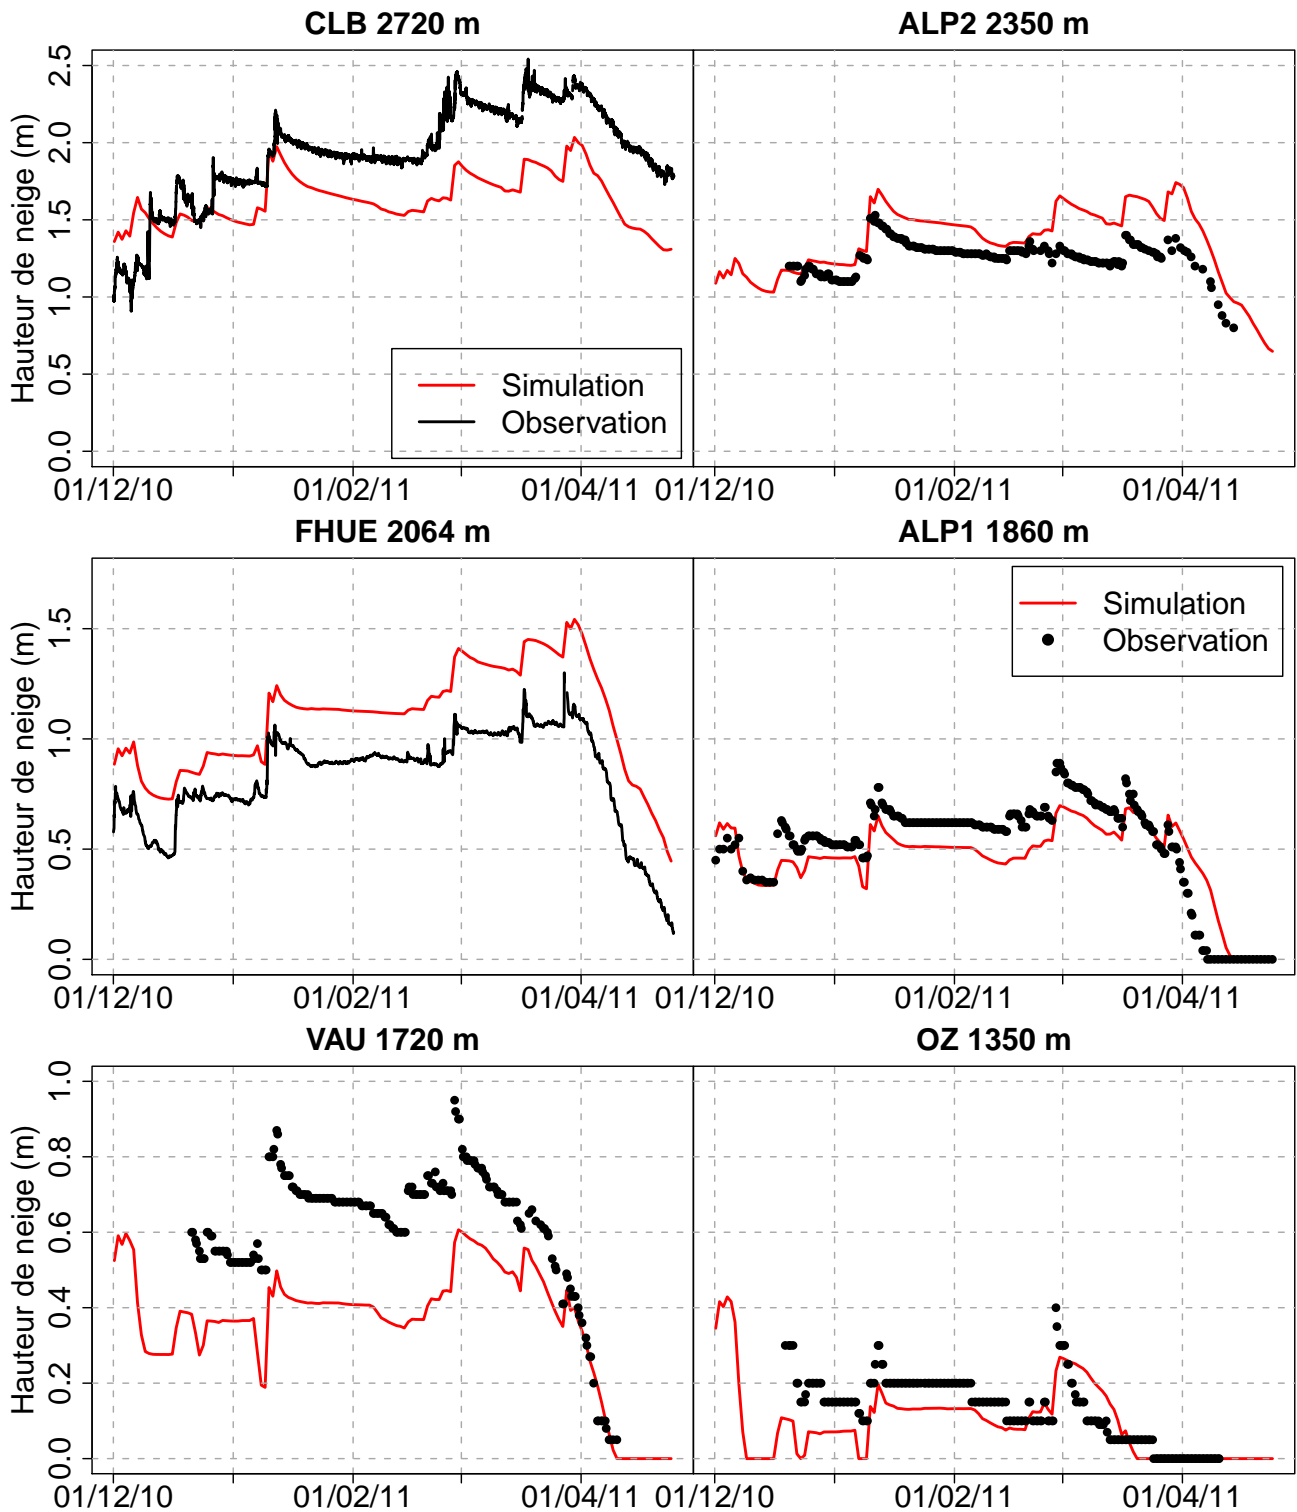 CLB 2720 m
ALP2 2350 m
Hauteur de neige (m)
0.0 0.5 1.0 1.5 2.0 2.5
Simulation
Observation
01/12/10 01/02/11 01/04/11 01/12/10 01/02/11 01/04/11
FHUE 2064 m
ALP1 1860 m
Hauteur de neige (m)
0.0 0.5 1.0 1.5
Simulation
Observation
01/12/10 01/02/11 01/04/11 01/12/10 01/02/11 01/04/11
VAU 1720 m
OZ 1350 m
Hauteur de neige (m)
0.0 0.2 0.4 0.6 0.8 1.0
01/12/10 01/02/11 01/04/11 01/12/10 01/02/11 01/04/11